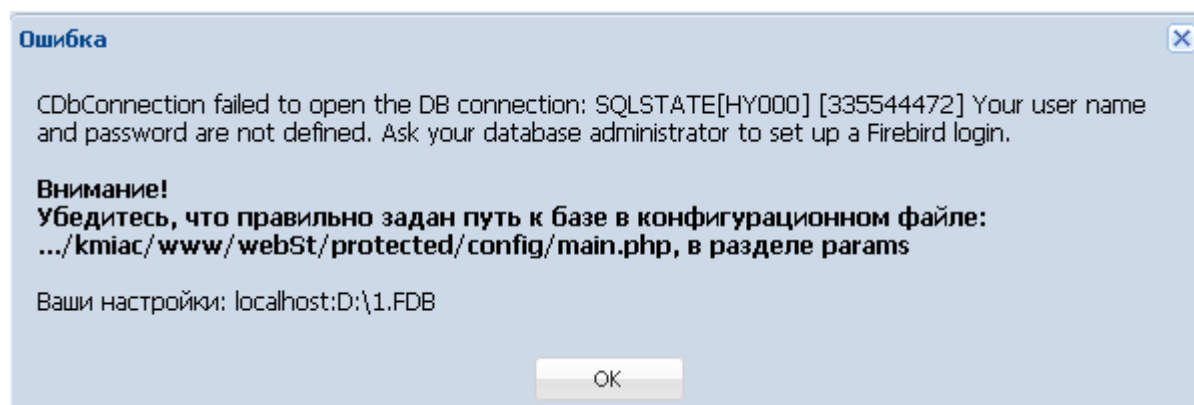 Ошибка
CDbConnection failed to open the DB connection: SQLSTATE[HY000] [335544472] Your user name
and password are not defined. Ask your database administrator to set up a Firebird login.
Внимание!
Убедитесь, что правильно задан путь к базе в конфигурационном файле:
.../kmiac/www/webSt/protected/config/main.php, в разделе params
Ваши настройки: localhost:D:\1.FDB
OK